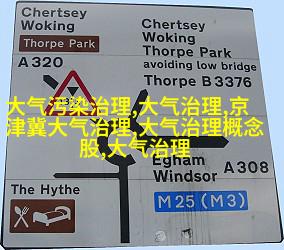 Chertsey
Woking
Thorpe Park
A320
Chertsey
Woking
Thorpe Park
avoiding low bridge
Thorpe B3376
大气污染治理,大气治理,京
津冀大气治理,大气治理概念
股,大气治理
Egham
Windsor
A308
The Hythe
M25 (M3)